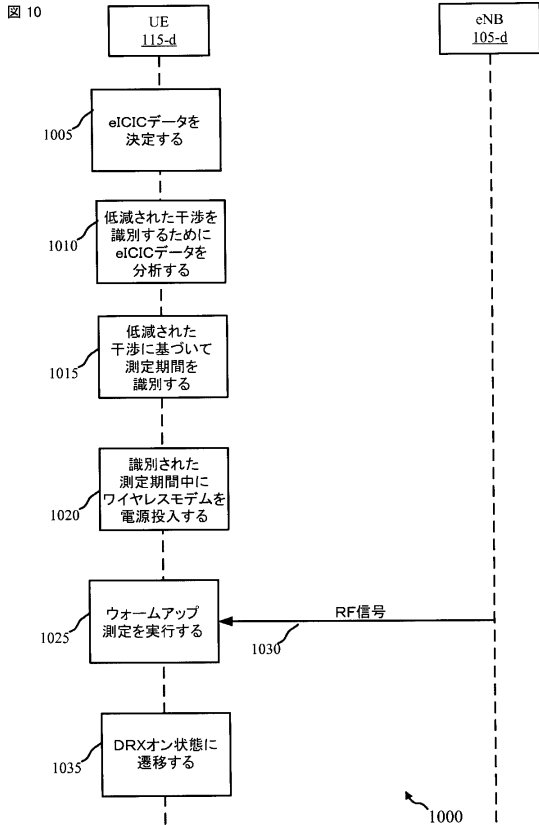 図 10
UE
115-d
eNB
105-d
eICICデータを
決定する
1005
低減された干渉を
識別するために
eICICデータを
分析する
1010
低減された
干渉に基づいて
測定期間を
識別する
1015
識別された
測定期間中に
ワイヤレスモデムを
電源投入する
1020
ウォームアップ
測定を実行する
1025
RF信号
1030
DRXオン状態に
遷移する
1035
1000